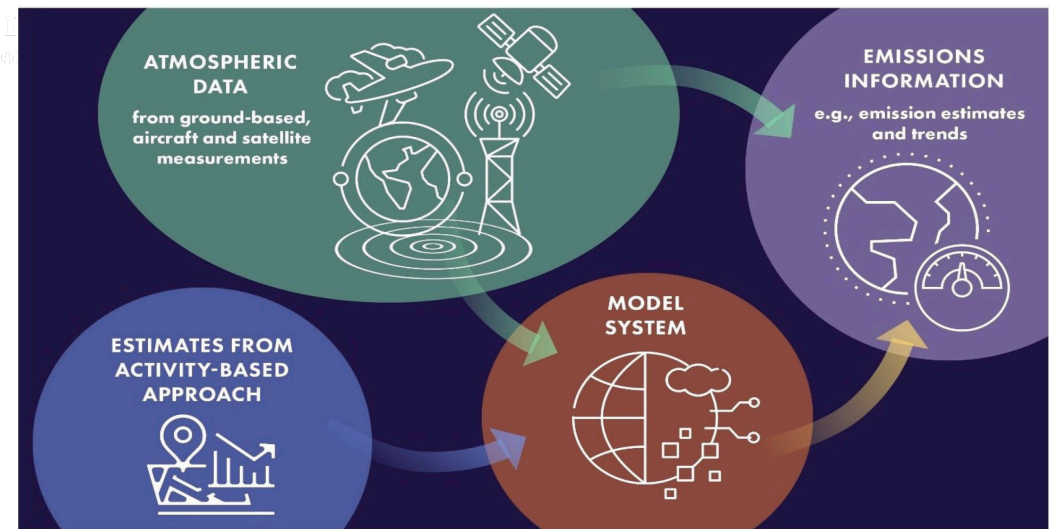 ATMOSPHERIC
DATA
from ground-based,
aircraft and satellite
measurements
EMISSIONS
INFORMATION
e.g., emission estimates
and trends
MODEL
SYSTEM
ESTIMATES FROM
ACTIVITY-BASED
APPROACH